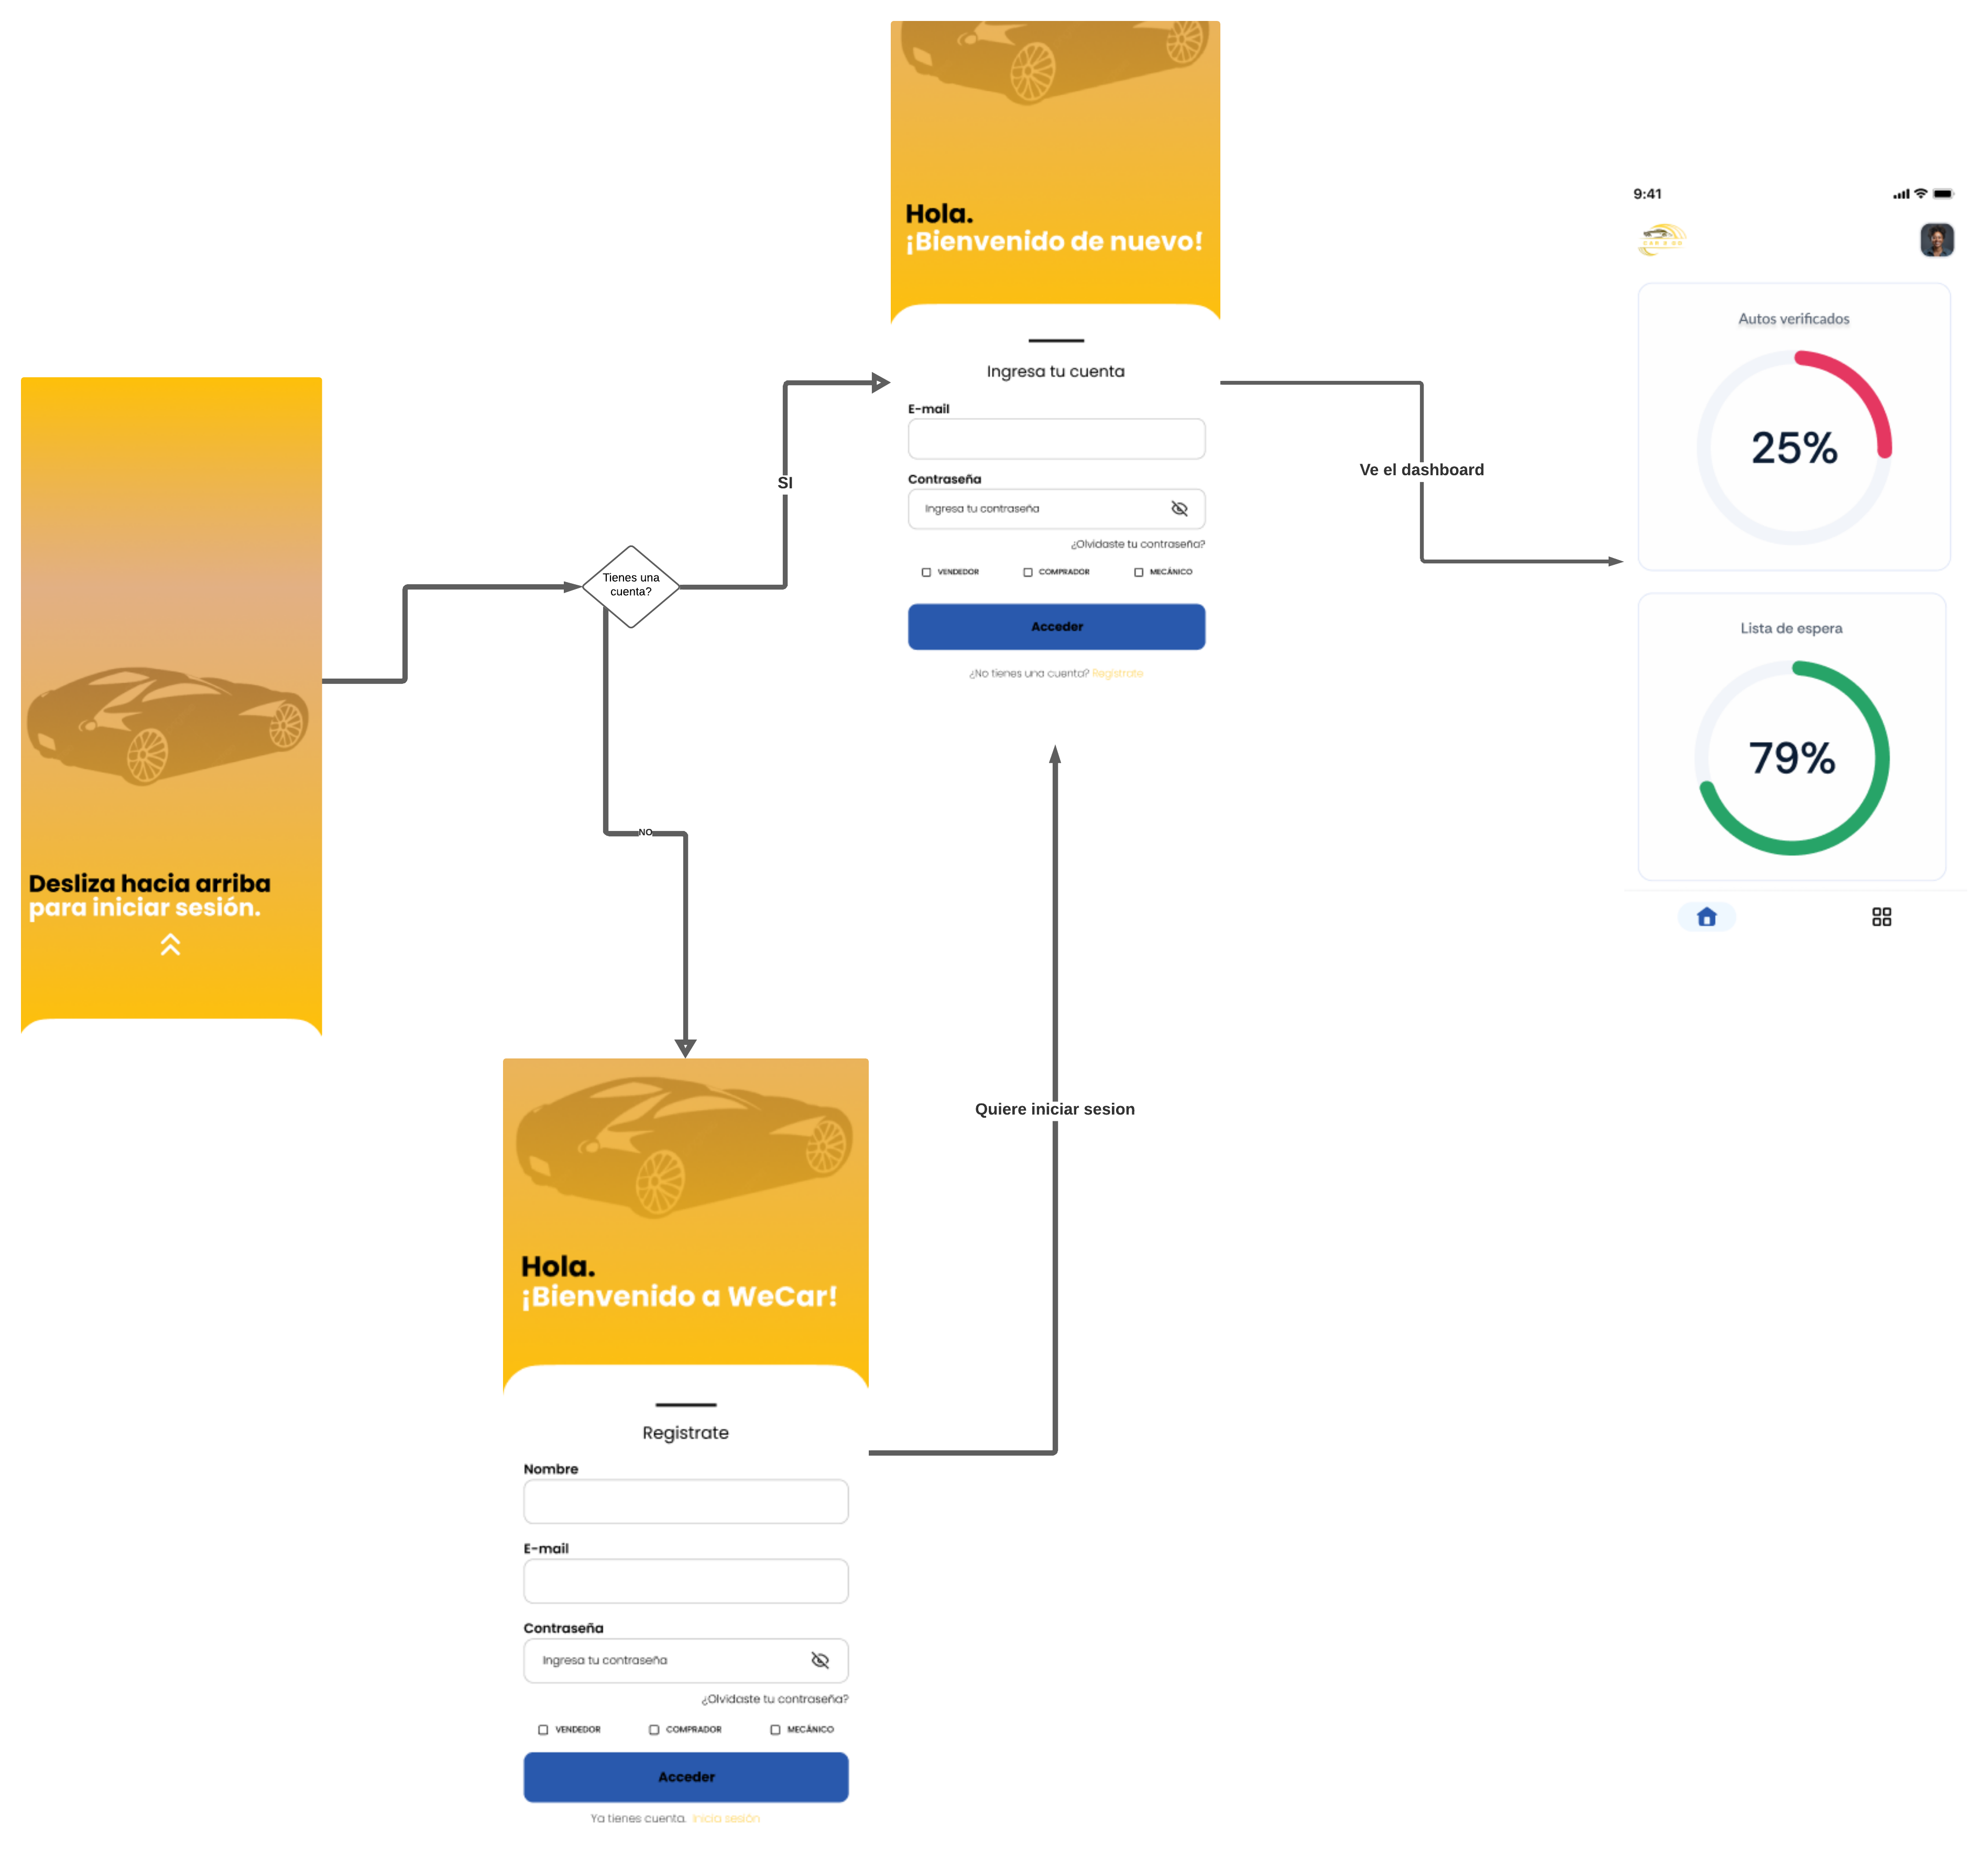 Desliza hacia arriba
para iniciar sesión.
Tienes una
cuenta?
SI
NO
Hola.
¡Bienvenido de nuevo!
Ingresa tu cuenta
E-mail
Contraseña
Ingresa tu contraseña
¿Olvidaste tu contraseña?
VENDEDOR COMPRADOR MECÁNICO
Acceder
¿No tienes una cuenta? Registrate
Ve el dashboard
9:41
Autos verificados
25%
Lista de espera
79%
Quiere iniciar sesion
Hola.
¡Bienvenido a WeCar!
Registrate
Nombre
E-mail
Contraseña
Ingresa tu contraseña
¿Olvidaste tu contraseña?
VENDEDOR COMPRADOR MECÁNICO
Acceder
Ya tienes cuenta. Inicia sesión